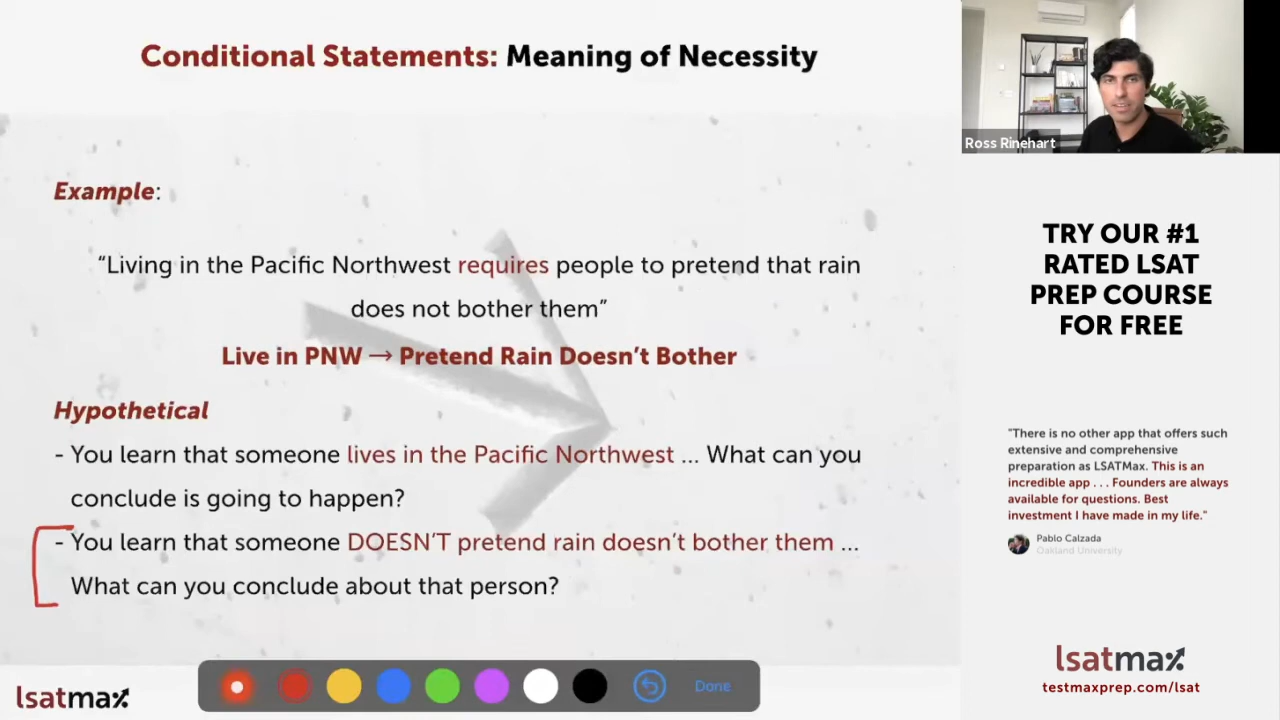 Conditional Statements: Meaning of Necessity
Ross Rinehart
Example:
“Living in the Pacific Northwest requires people to pretend that rain
does not bother them”
Live in PNW → Pretend Rain Doesn’t Bother
Hypothetical
- You learn that someone lives in the Pacific Northwest ... What can you
conclude is going to happen?
- You learn that someone DOESN’T pretend rain doesn’t bother them ...
What can you conclude about that person?
TRY OUR #1
RATED LSAT
PREP COURSE
FOR FREE
"There is no other app that offers such
extensive and comprehensive
preparation as LSATMax. This is an
incredible app . . . Founders are always
available for questions. Best
investment I have made in my life."
Pablo Calzada
Oakland University
lsatmax
testmaxprep.com/lsat
lsatmax
Done